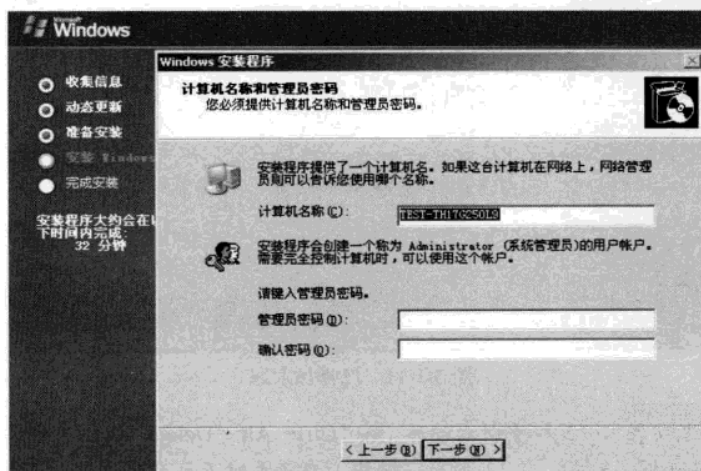 Microsoft
Windows
Windows 安装程序
收集信息
动态更新
准备安装
安装 Windows
完成安装
安装程序大约会在以
下时间内完成:
32 分钟
计算机名称和管理员密码
您必须提供计算机名称和管理员密码。
安装程序提供了一个计算机名。如果这台计算机在网络上,网络管理
员则可以告诉您使用哪个名称。
计算机名称(C):
TEST-TH17G250L9
安装程序会创建一个称为 Administrator (系统管理员)的用户帐户。
需要完全控制计算机时,可以使用这个帐户。
请键入管理员密码。
管理员密码(D):
确认密码(O):
< 上一步(B)
下一步(N) >